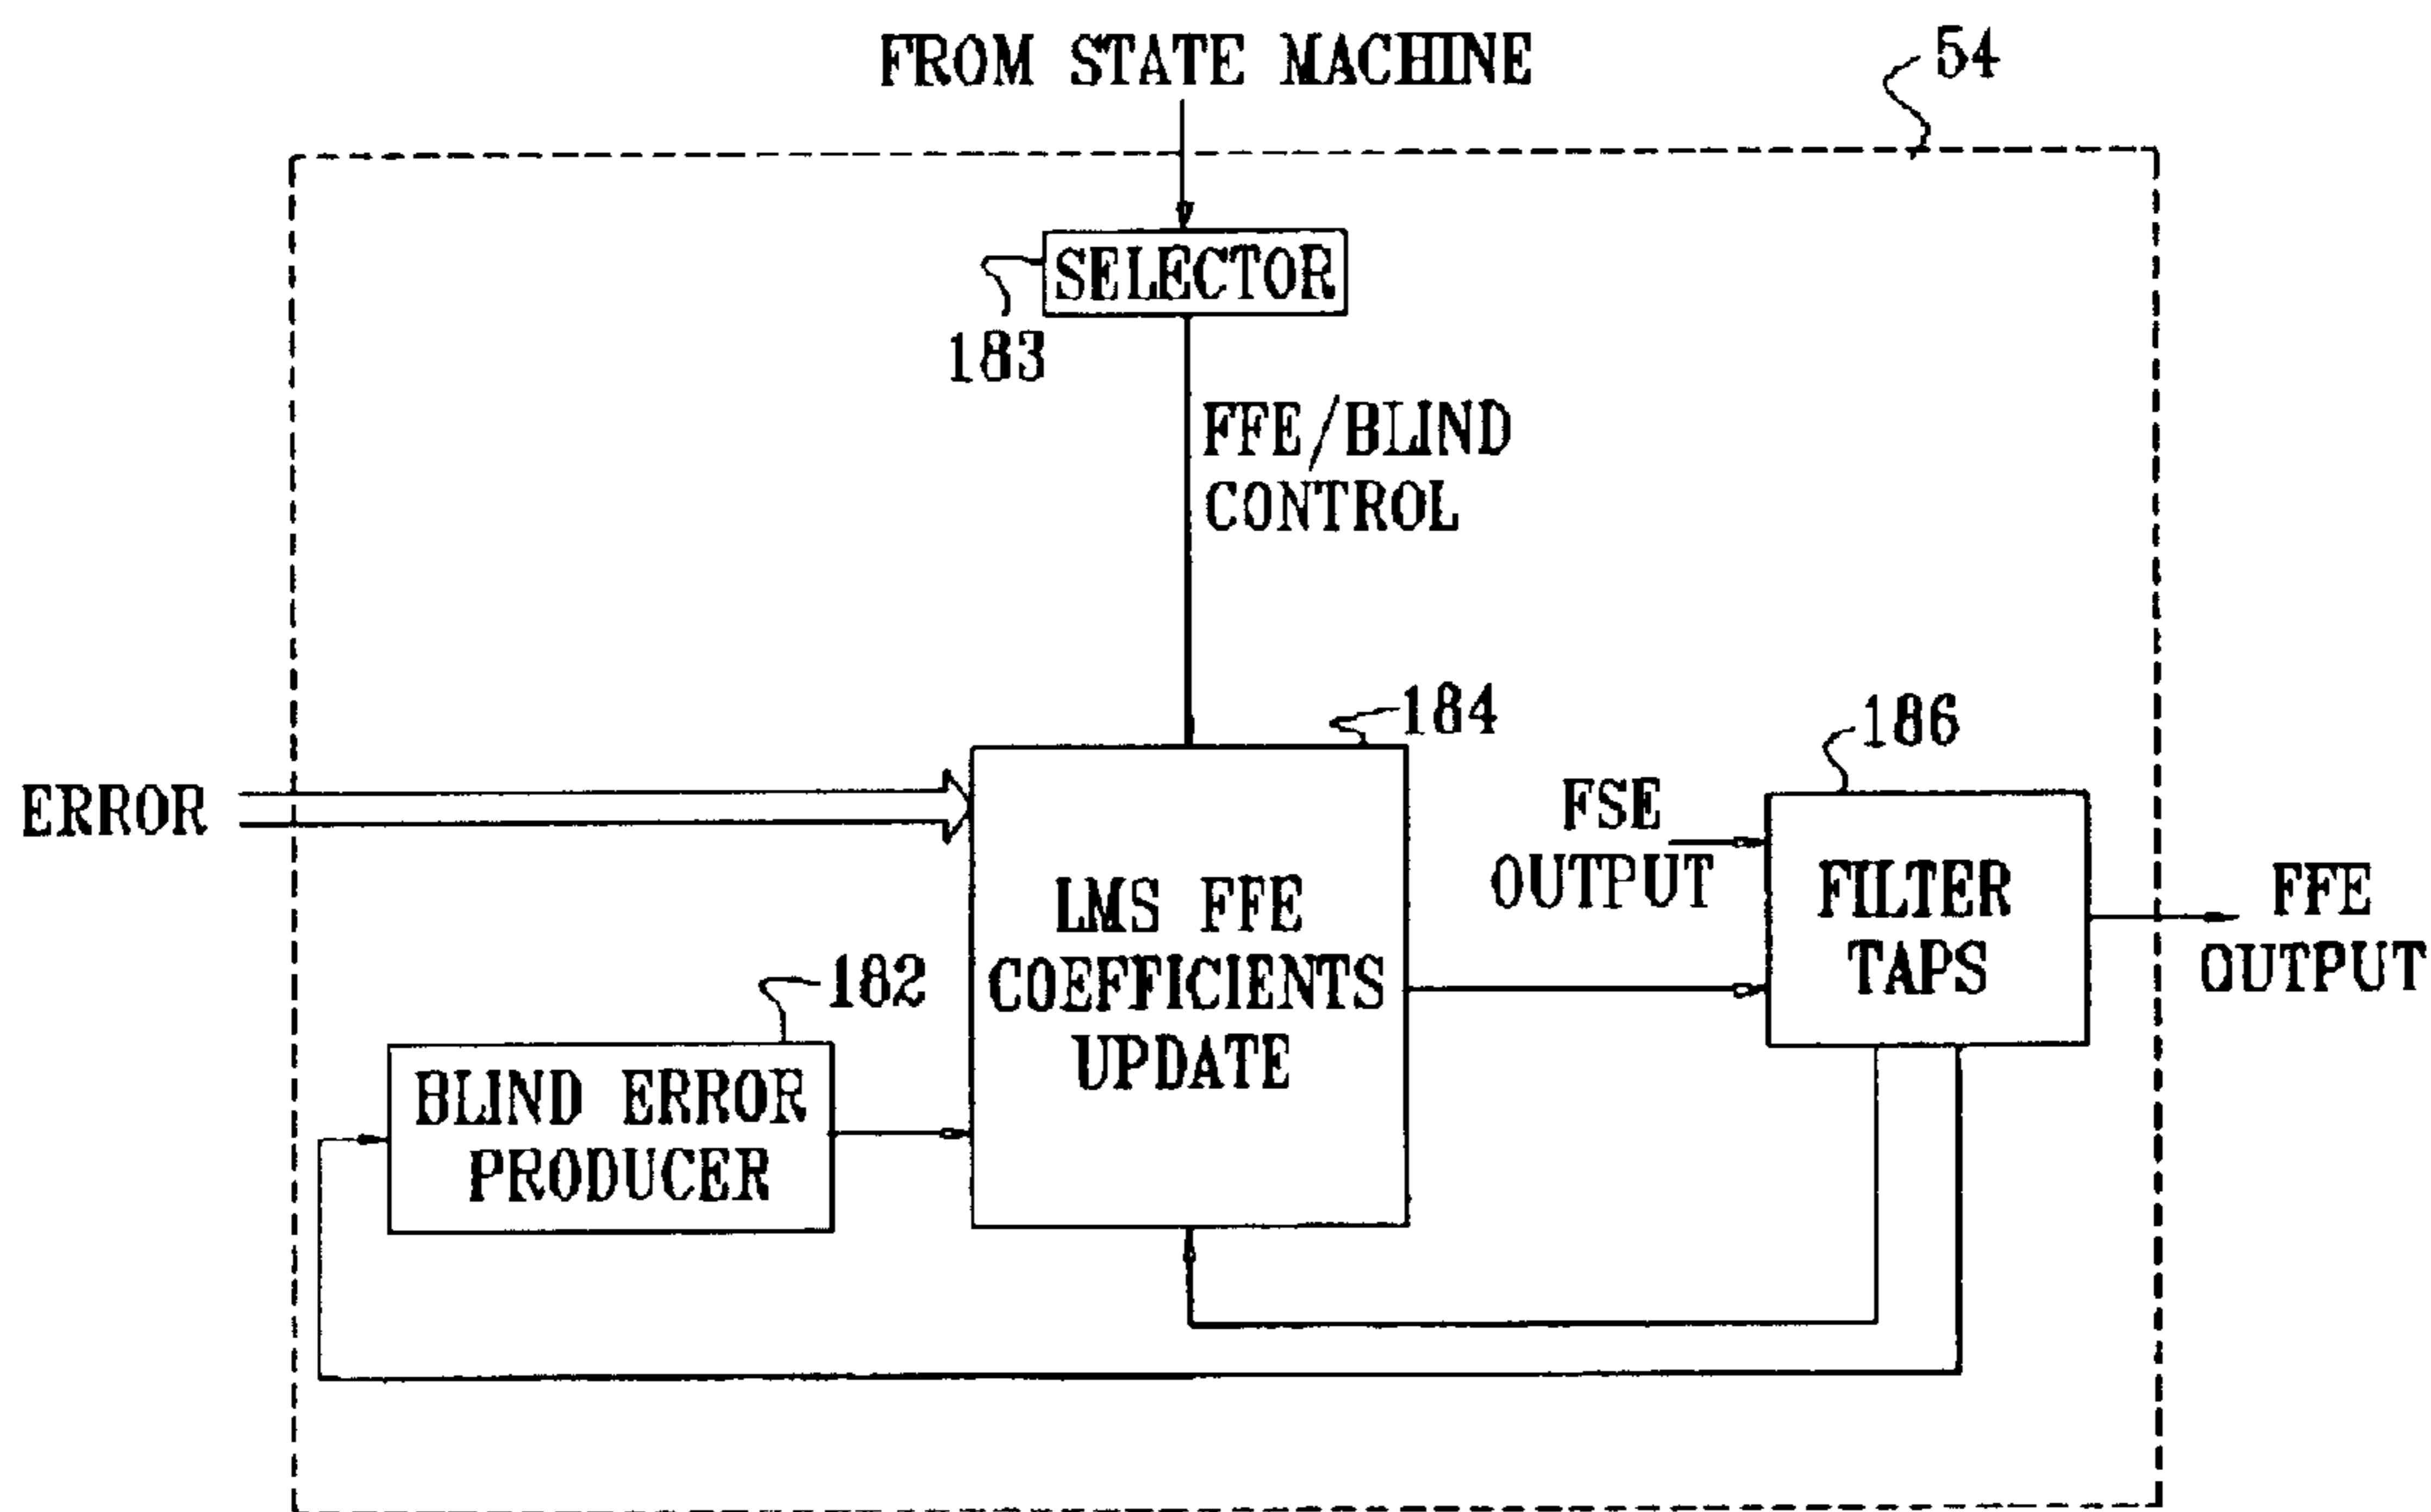 FROM STATE MACHINE
54
SELECTOR
183
FFE/BLIND
CONTROL
184
186
ERROR
FSE
OUTPUT
FILTER
TAPS
FFE
OUTPUT
LMS FFE
COEFFICIENTS
UPDATE
182
BLIND ERROR
PRODUCER